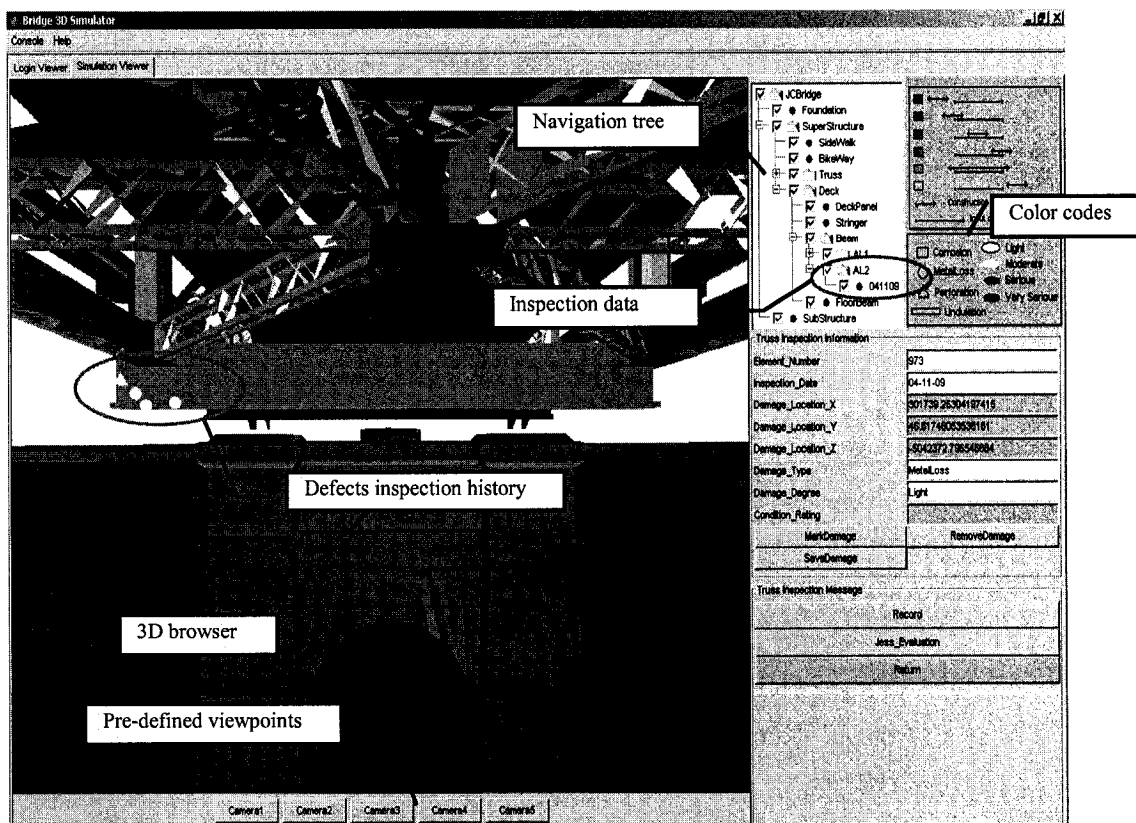 Bridge 3D Simulator
Console Help
Login Viewer Simulation Viewer
Navigation tree
Inspection data
Defects inspection history
3D browser
Pre-defined viewpoints
Camera1 Camera2 Camera3 Camera4 Camera5
JCBridge
Foundation
SuperStructure
SideWalk
BikeWay
Truss
Deck
DeckPanel
Stringer
Beam
AL1
AL2
041109
FloorBeam
SubStructure
Color codes
Corrosion
MetalLoss
Perforation
Undulation
Light
Moderate
Serious
Very Serious
Truss Inspection Information
Element_Number 973
Inspection_Date 04-11-09
Damage_Location_X
Damage_Location_Y
Damage_Location_Z
Damage_Type MetalLoss
Damage_Degree Light
Condition_Rating
MarkDamage RemoveDamage
SaveDamage
Truss Inspection Message
Record
Jess_Evaluation
Return